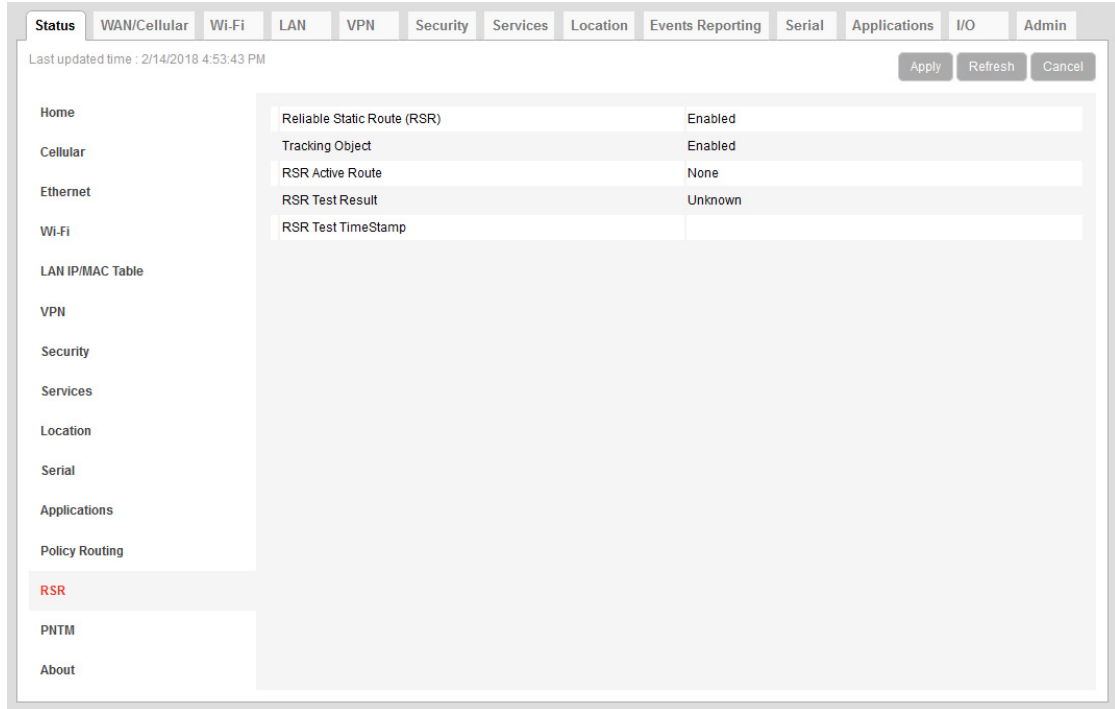 Status WAN/Cellular Wi-Fi LAN VPN Security Services Location Events Reporting Serial Applications I/O Admin
Last updated time : 2/14/2018 4:53:43 PM
Apply Refresh Cancel
Home
Cellular
Ethernet
Wi-Fi
LAN IP/MAC Table
VPN
Security
Services
Location
Serial
Applications
Policy Routing
RSR
PNTM
About
Reliable Static Route (RSR) Enabled
Tracking Object Enabled
RSR Active Route None
RSR Test Result Unknown
RSR Test TimeStamp